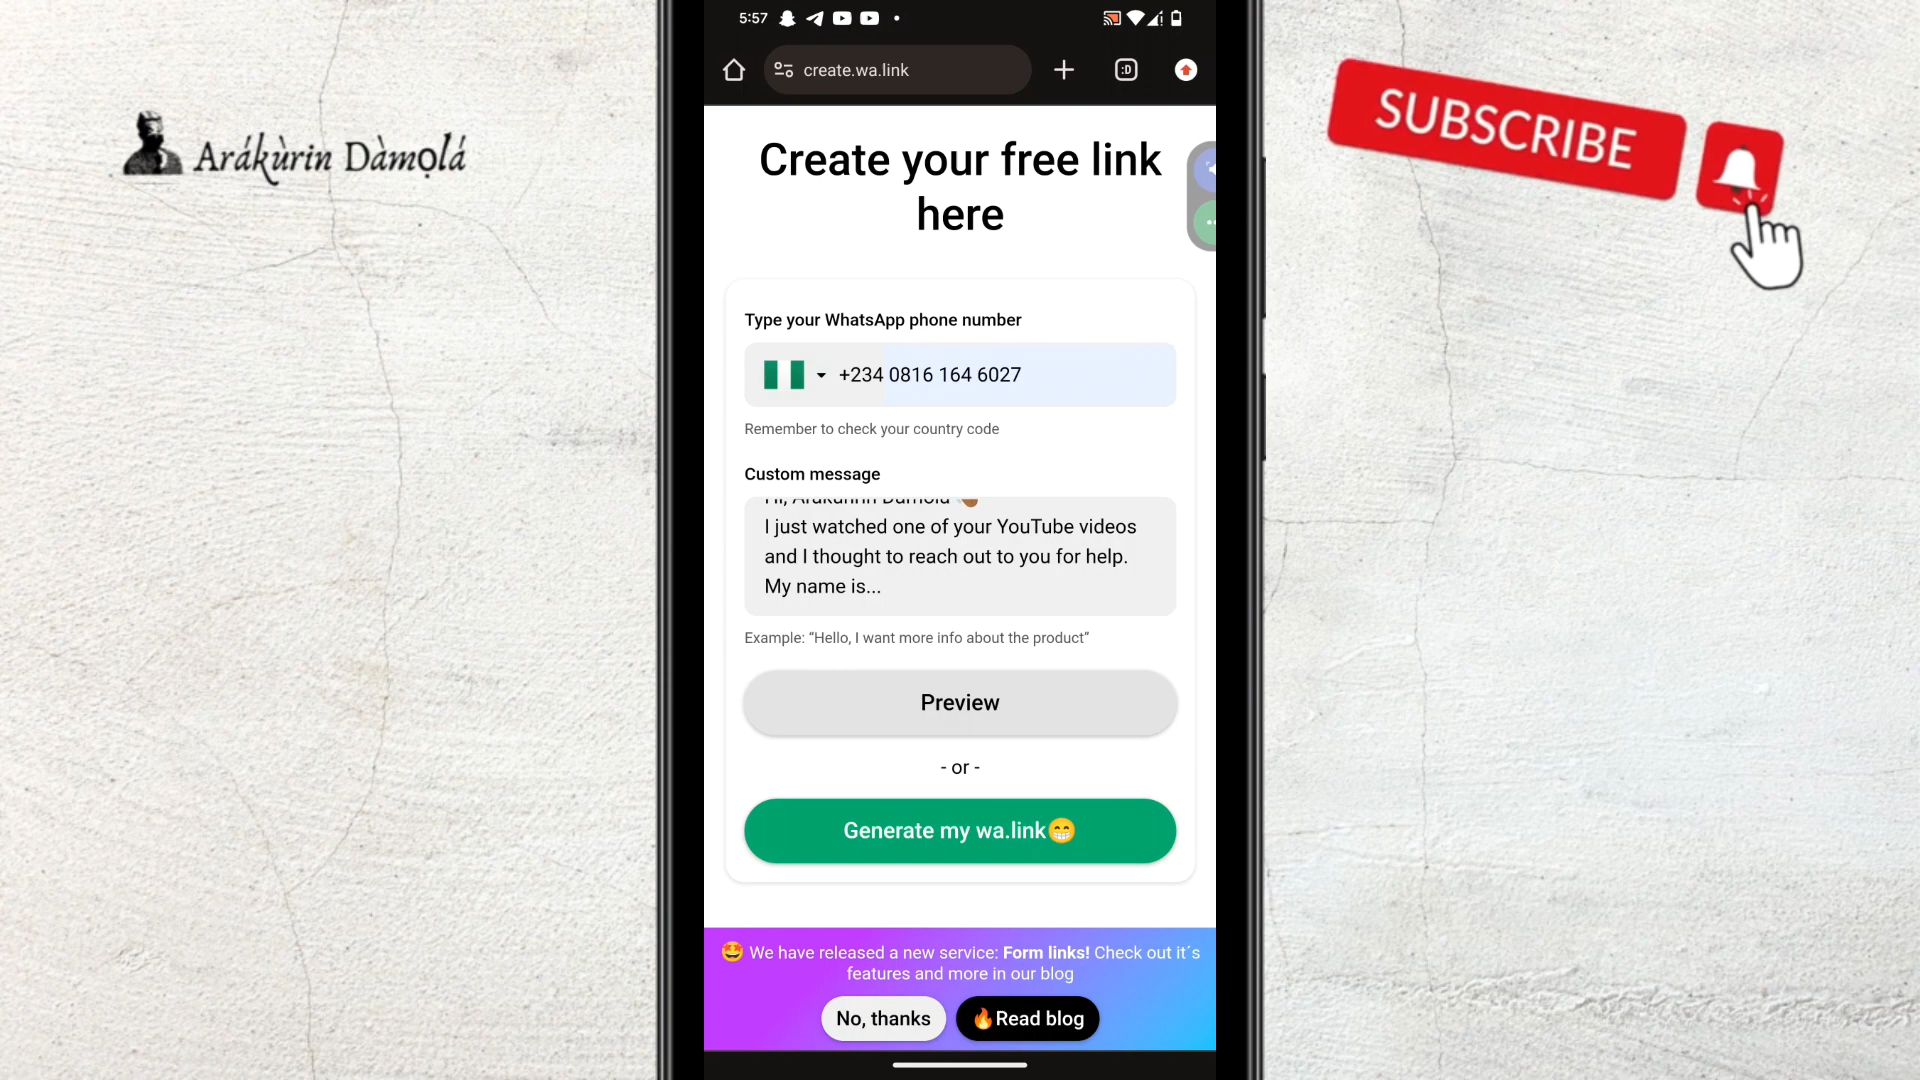 5:57
create.wa.link
:D
Arákùrin Dàmọlá
SUBSCRIBE
Create your free link
here
Type your WhatsApp phone number
+234 0816 164 6027
Remember to check your country code
Custom message
I just watched one of your YouTube videos
and I thought to reach out to you for help.
My name is...
Example: “Hello, I want more info about the product”
Preview
- or -
Generate my wa.link😁
🤩 We have released a new service: Form links! Check out it´s
features and more in our blog
No, thanks
🔥Read blog